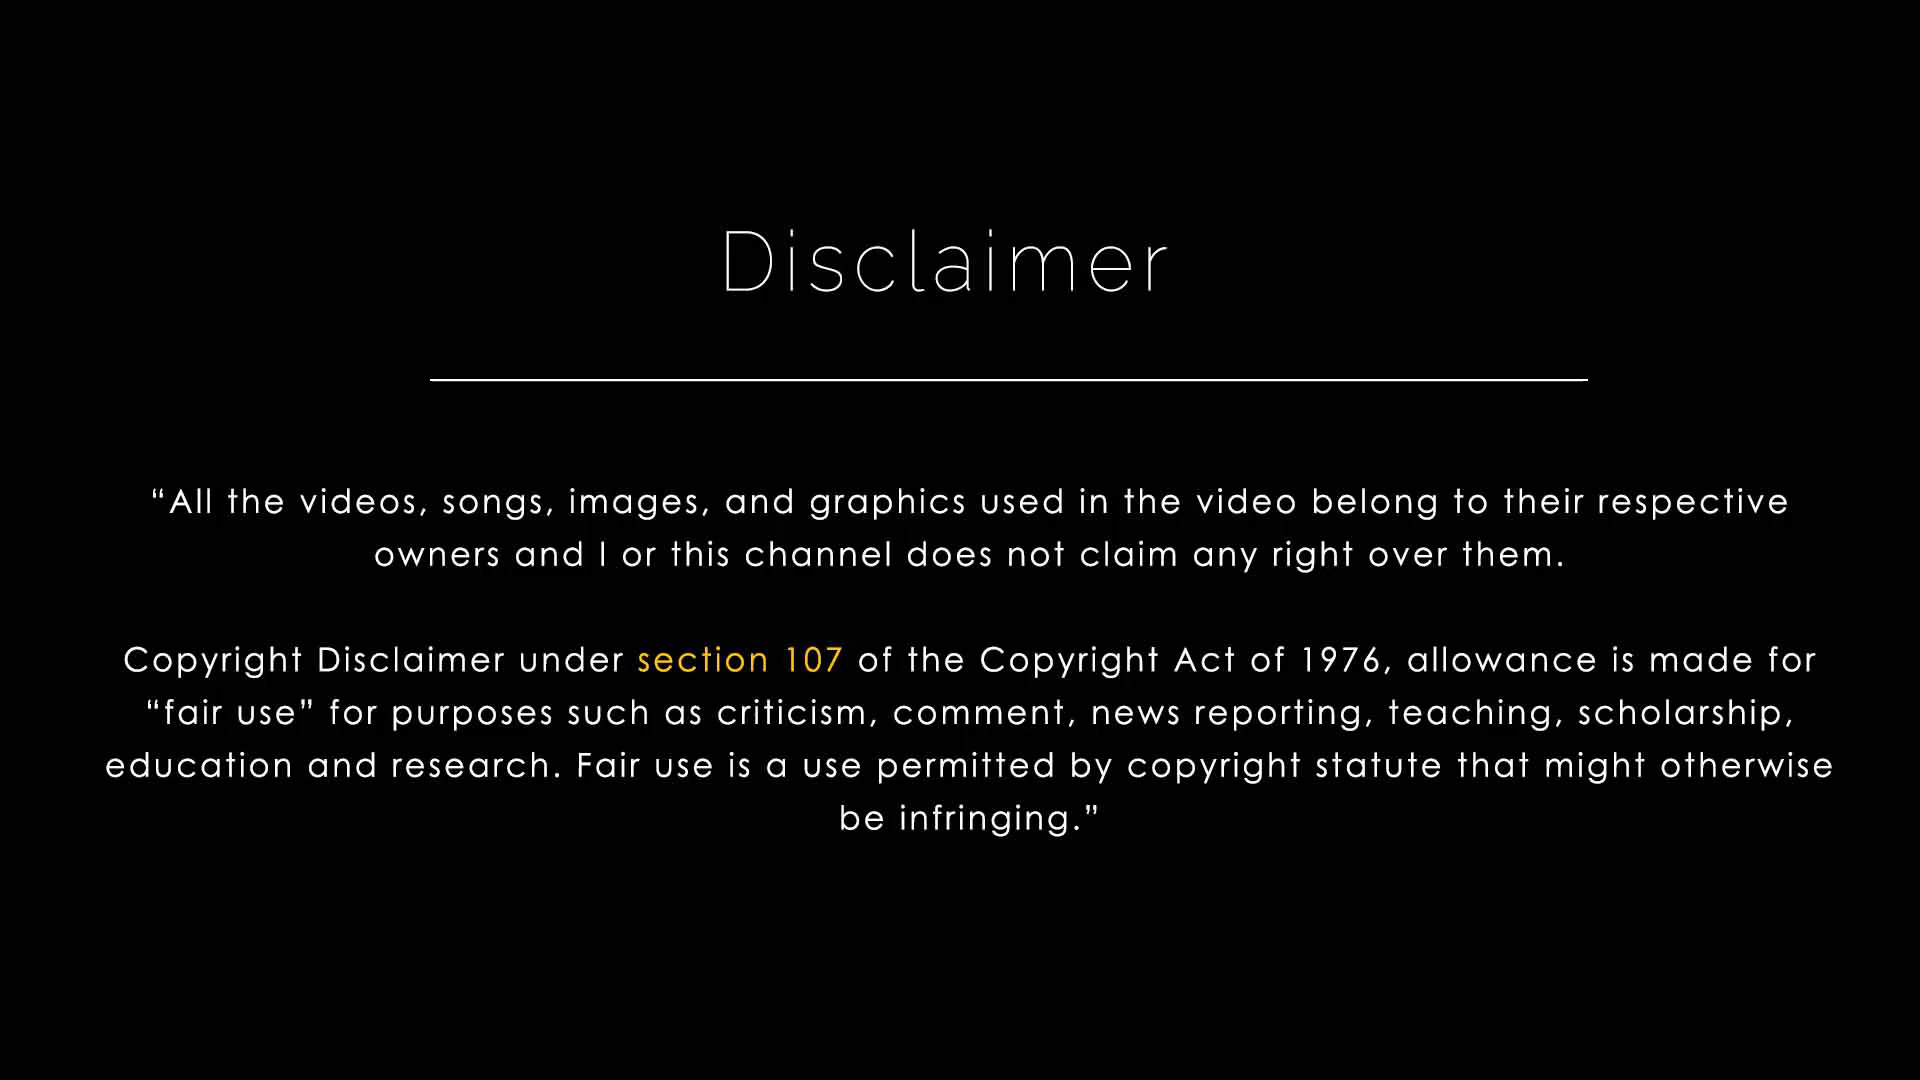 Disclaimer
“All the videos, songs, images, and graphics used in the video belong to their respective
owners and I or this channel does not claim any right over them.
Copyright Disclaimer under section 107 of the Copyright Act of 1976, allowance is made for
“fair use” for purposes such as criticism, comment, news reporting, teaching, scholarship,
education and research. Fair use is a use permitted by copyright statute that might otherwise
be infringing.”